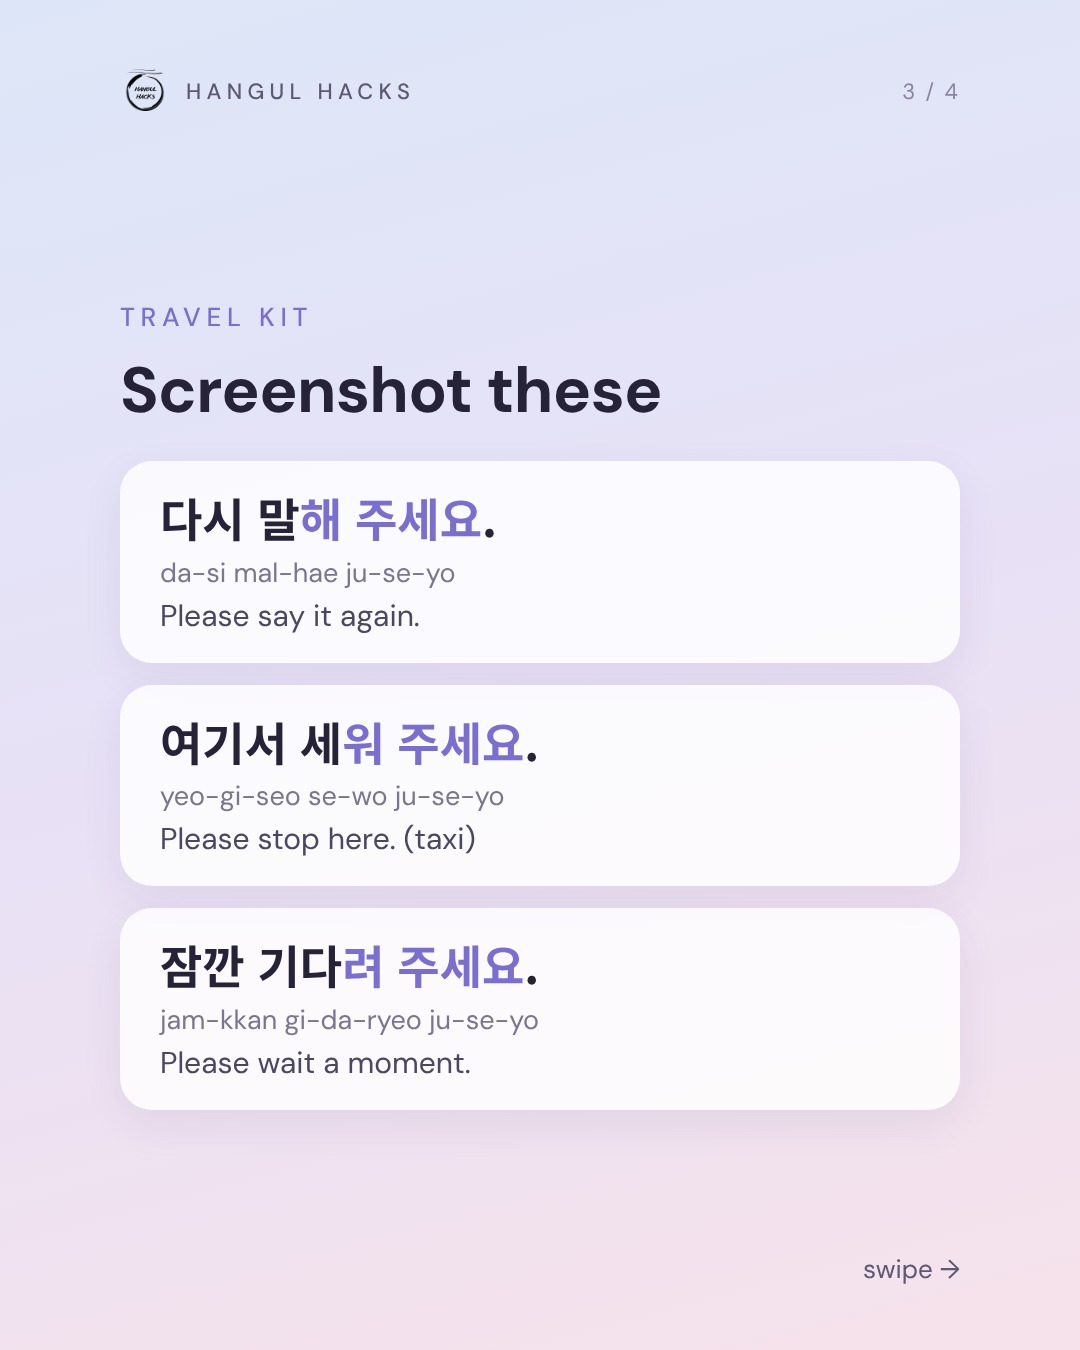 HANGUL HACKS
HANGUL HACKS
3 / 4
TRAVEL KIT
Screenshot these
다시 말해 주세요.
da-si mal-hae ju-se-yo
Please say it again.
여기서 세워 주세요.
yeo-gi-seo se-wo ju-se-yo
Please stop here. (taxi)
잠깐 기다려 주세요.
jam-kkan gi-da-ryeo ju-se-yo
Please wait a moment.
swipe →